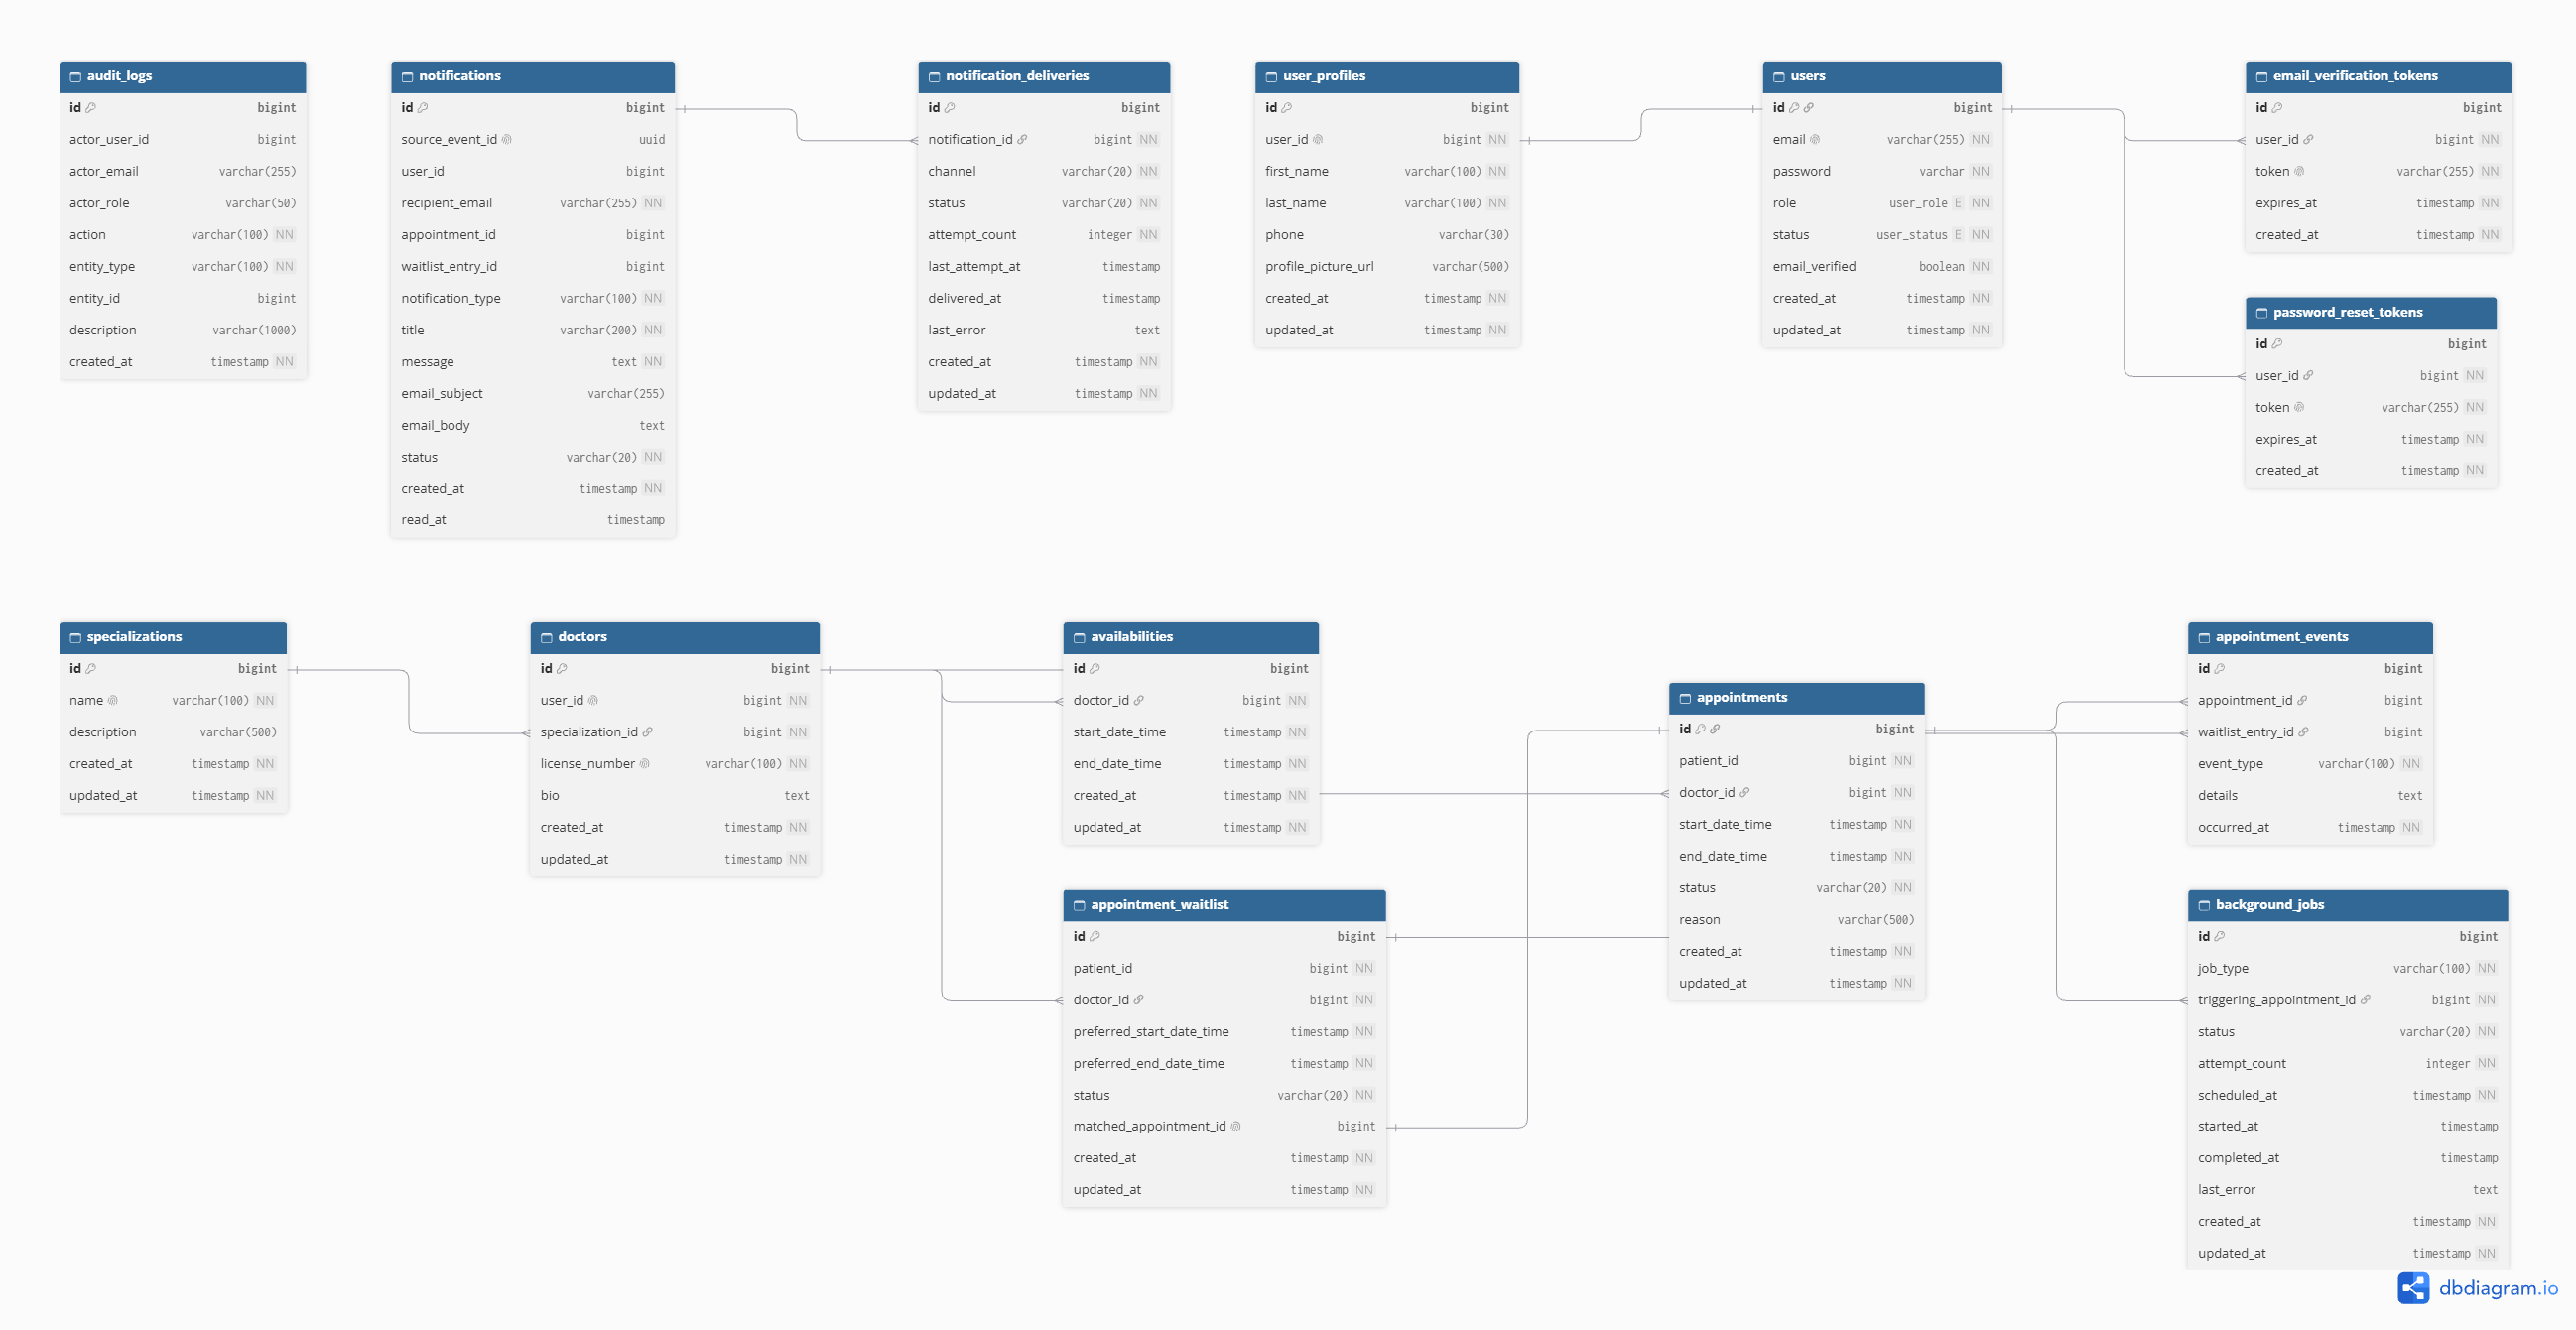 audit_logs
id bigint
actor_user_id bigint
actor_email varchar(255)
actor_role varchar(50)
action varchar(100) NN
entity_type varchar(100) NN
entity_id bigint
description varchar(1000)
created_at timestamp NN
notifications
id bigint
source_event_id uuid
user_id bigint
recipient_email varchar(255) NN
appointment_id bigint
waitlist_entry_id bigint
notification_type varchar(100) NN
title varchar(200) NN
message text NN
email_subject varchar(255)
email_body text
status varchar(20) NN
created_at timestamp NN
read_at timestamp
notification_deliveries
id bigint
notification_id bigint NN
channel varchar(20) NN
status varchar(20) NN
attempt_count integer NN
last_attempt_at timestamp
delivered_at timestamp
last_error text
created_at timestamp NN
updated_at timestamp NN
user_profiles
id bigint
user_id bigint NN
first_name varchar(100) NN
last_name varchar(100) NN
phone varchar(30)
profile_picture_url varchar(500)
created_at timestamp NN
updated_at timestamp NN
users
id bigint
email varchar(255) NN
password varchar NN
role user_role E NN
status user_status E NN
email_verified boolean NN
created_at timestamp NN
updated_at timestamp NN
email_verification_tokens
id bigint
user_id bigint NN
token varchar(255) NN
expires_at timestamp NN
created_at timestamp NN
password_reset_tokens
id bigint
user_id bigint NN
token varchar(255) NN
expires_at timestamp NN
created_at timestamp NN
specializations
id bigint
name varchar(100) NN
description varchar(500)
created_at timestamp NN
updated_at timestamp NN
doctors
id bigint
user_id bigint NN
specialization_id bigint NN
license_number varchar(100) NN
bio text
created_at timestamp NN
updated_at timestamp NN
availabilities
id bigint
doctor_id bigint NN
start_date_time timestamp NN
end_date_time timestamp NN
created_at timestamp NN
updated_at timestamp NN
appointment_waitlist
id bigint
patient_id bigint NN
doctor_id bigint NN
preferred_start_date_time timestamp NN
preferred_end_date_time timestamp NN
status varchar(20) NN
matched_appointment_id bigint
created_at timestamp NN
updated_at timestamp NN
appointments
id bigint
patient_id bigint NN
doctor_id bigint NN
start_date_time timestamp NN
end_date_time timestamp NN
status varchar(20) NN
reason varchar(500)
created_at timestamp NN
updated_at timestamp NN
appointment_events
id bigint
appointment_id bigint
waitlist_entry_id bigint
event_type varchar(100) NN
details text
occurred_at timestamp NN
background_jobs
id bigint
job_type varchar(100) NN
triggering_appointment_id bigint NN
status varchar(20) NN
attempt_count integer NN
scheduled_at timestamp NN
started_at timestamp
completed_at timestamp
last_error text
created_at timestamp NN
updated_at timestamp NN
dbdiagram.io